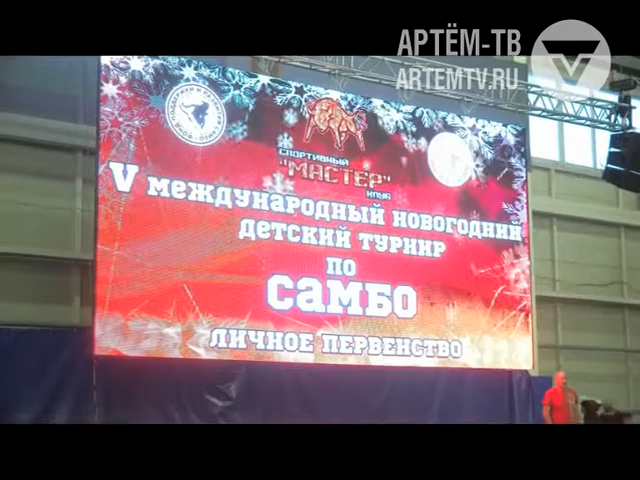 АРТЁМ-ТВ
ARTEMTV.RU
СПОРТИВНЫЙ
"МАСТЕР"
КЛУБ
V МЕЖДУНАРОДНЫЙ НОВОГОДНИЙ
ДЕТСКИЙ ТУРНИР
ПО
САМБО
ЛИЧНОЕ ПЕРВЕНСТВО